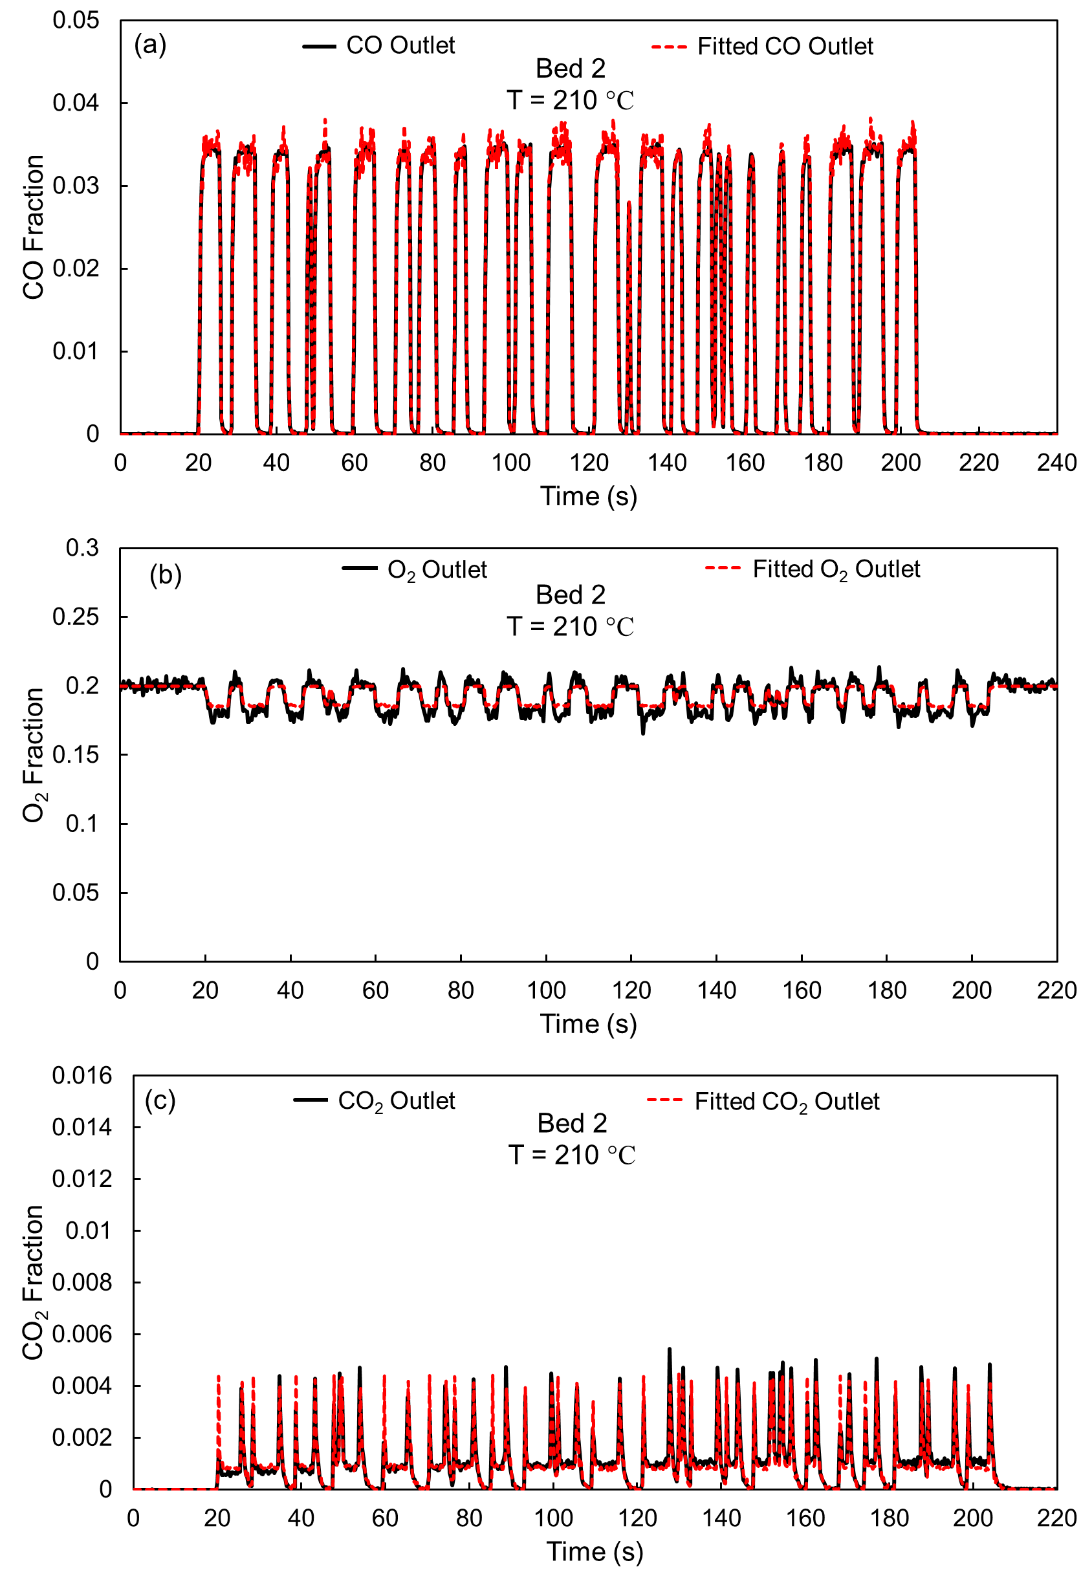 (a)
CO Outlet
Fitted CO Outlet
Bed 2
T = 210 °C
0.05
0.04
0.03
0.02
0.01
0
CO Fraction
0 20 40 60 80 100 120 140 160 180 200 220 240
Time (s)
(b)
O₂ Outlet
Fitted O₂ Outlet
Bed 2
T = 210 °C
0.3
0.25
0.2
0.15
0.1
0.05
0
O₂ Fraction
0 20 40 60 80 100 120 140 160 180 200 220
Time (s)
(c)
CO₂ Outlet
Fitted CO₂ Outlet
Bed 2
T = 210 °C
0.016
0.014
0.012
0.01
0.008
0.006
0.004
0.002
0
CO₂ Fraction
0 20 40 60 80 100 120 140 160 180 200 220
Time (s)